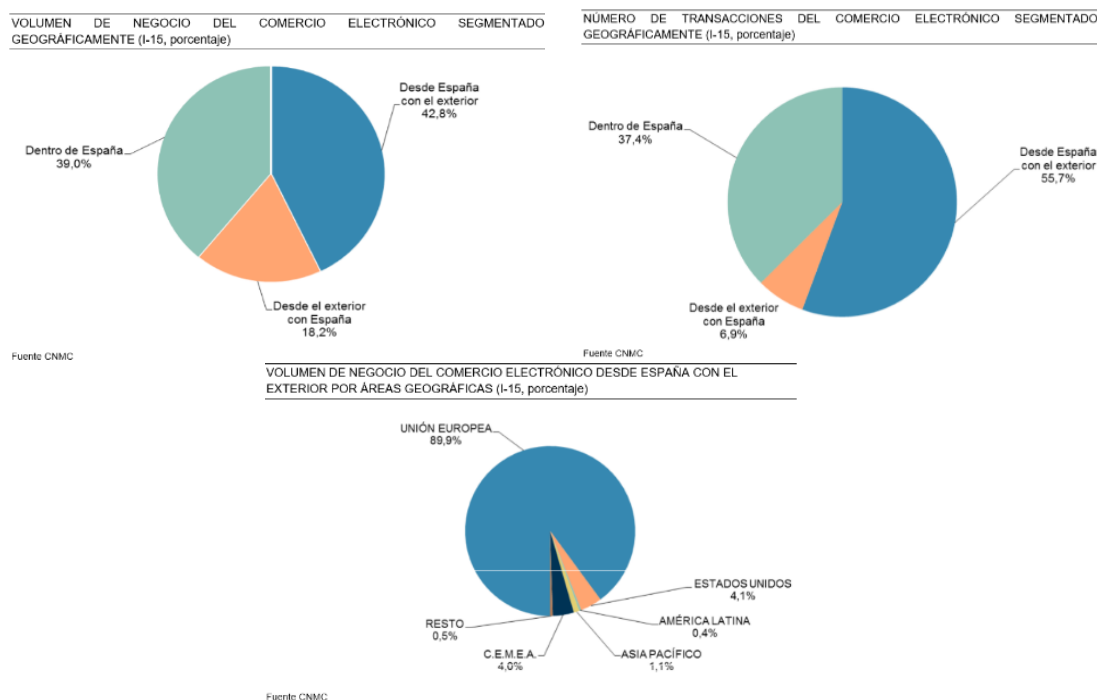 VOLUMEN DE NEGOCIO DEL COMERCIO ELECTRÓNICO SEGMENTADO
GEOGRÁFICAMENTE (I-15, porcentaje)
Desde España
con el exterior
42,8%
Dentro de España
39,0%
Desde el exterior
con España
18,2%
Fuente CNMC
NÚMERO DE TRANSACCIONES DEL COMERCIO ELECTRÓNICO SEGMENTADO
GEOGRÁFICAMENTE (I-15, porcentaje)
Dentro de España
37,4%
Desde España
con el exterior
55,7%
Desde el exterior
con España
6,9%
Fuente CNMC
VOLUMEN DE NEGOCIO DEL COMERCIO ELECTRÓNICO DESDE ESPAÑA CON EL
EXTERIOR POR ÁREAS GEOGRÁFICAS (I-15, porcentaje)
UNIÓN EUROPEA
89,9%
ESTADOS UNIDOS
4,1%
AMÉRICA LATINA
0,4%
ASIA PACÍFICO
1,1%
C.E.M.E.A.
4,0%
RESTO
0,5%
Fuente CNMC